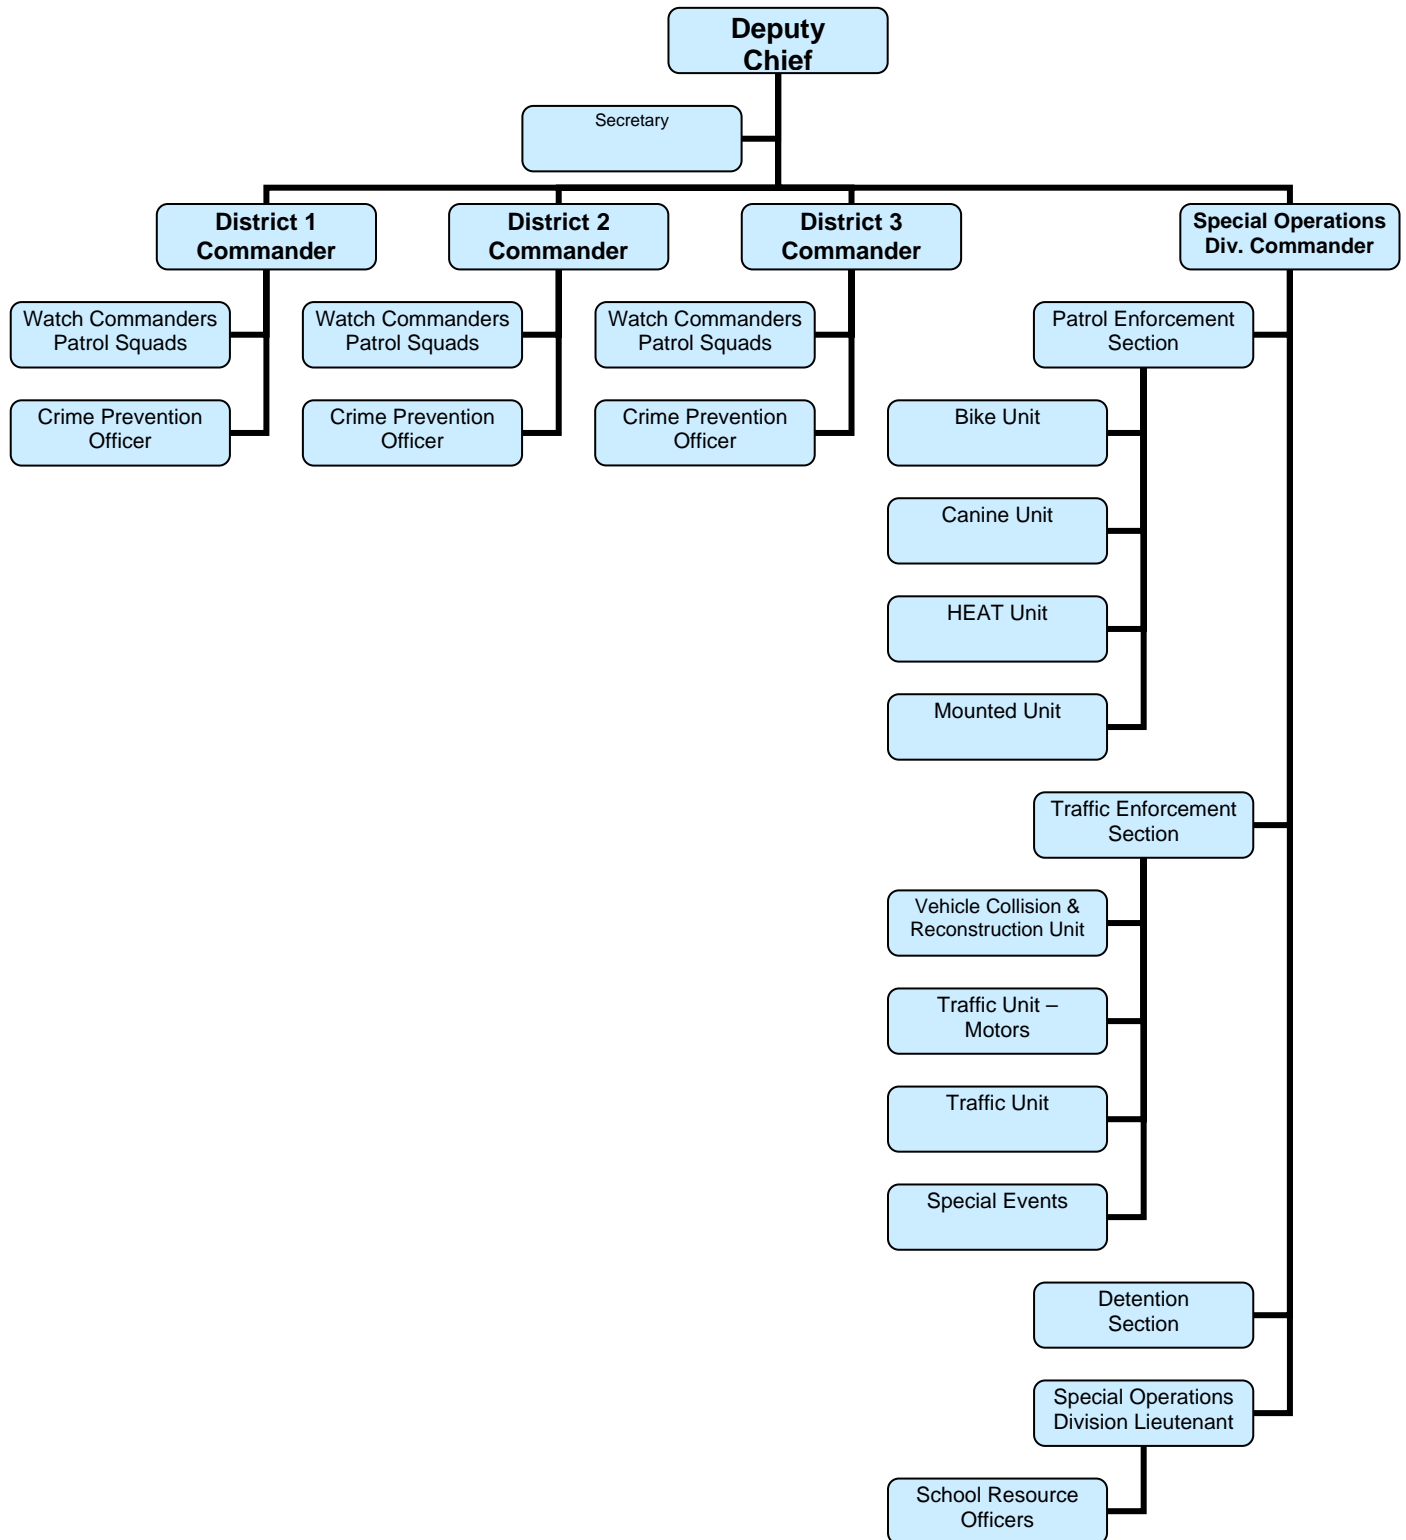 Deputy
Chief
Secretary
District 1
Commander
District 2
Commander
District 3
Commander
Special Operations
Div. Commander
Watch Commanders
Patrol Squads
Watch Commanders
Patrol Squads
Watch Commanders
Patrol Squads
Patrol Enforcement
Section
Crime Prevention
Officer
Crime Prevention
Officer
Crime Prevention
Officer
Bike Unit
Canine Unit
HEAT Unit
Mounted Unit
Traffic Enforcement
Section
Vehicle Collision &
Reconstruction Unit
Traffic Unit –
Motors
Traffic Unit
Special Events
Detention
Section
Special Operations
Division Lieutenant
School Resource
Officers